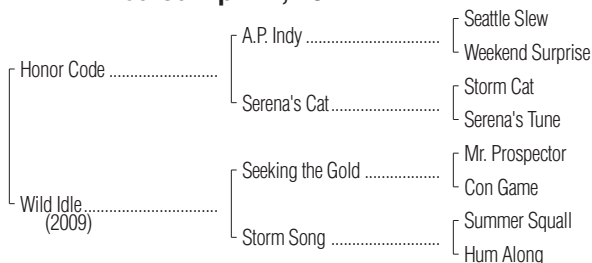 Seattle Slew
A.P. Indy
Weekend Surprise
Honor Code
Storm Cat
Serena's Cat
Serena's Tune
Mr. Prospector
Seeking the Gold
Con Game
Wild Idle
(2009)
Summer Squall
Storm Song
Hum Along